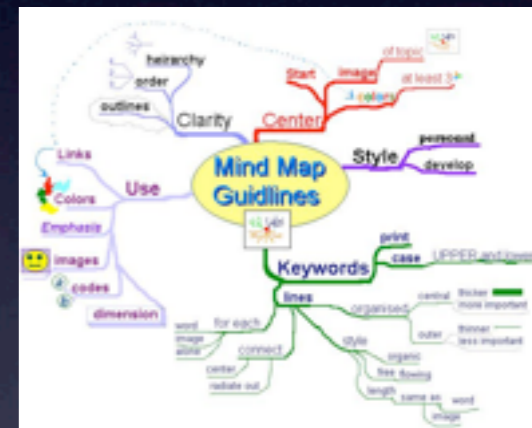 Mind Map
Guidlines
Center
Start
image
of topic
at least 3
colors
Style
personal
develop
Keywords
print
case
UPPER and lower
lines
organised
central
thicker
more important
outer
thinner
less important
style
organic
free flowing
length
same as
word
image
connect
center
radiate out
for each
word
image
alone
Use
Links
Colors
Emphasis
images
codes
dimension
Clarity
heirarchy
order
outlines